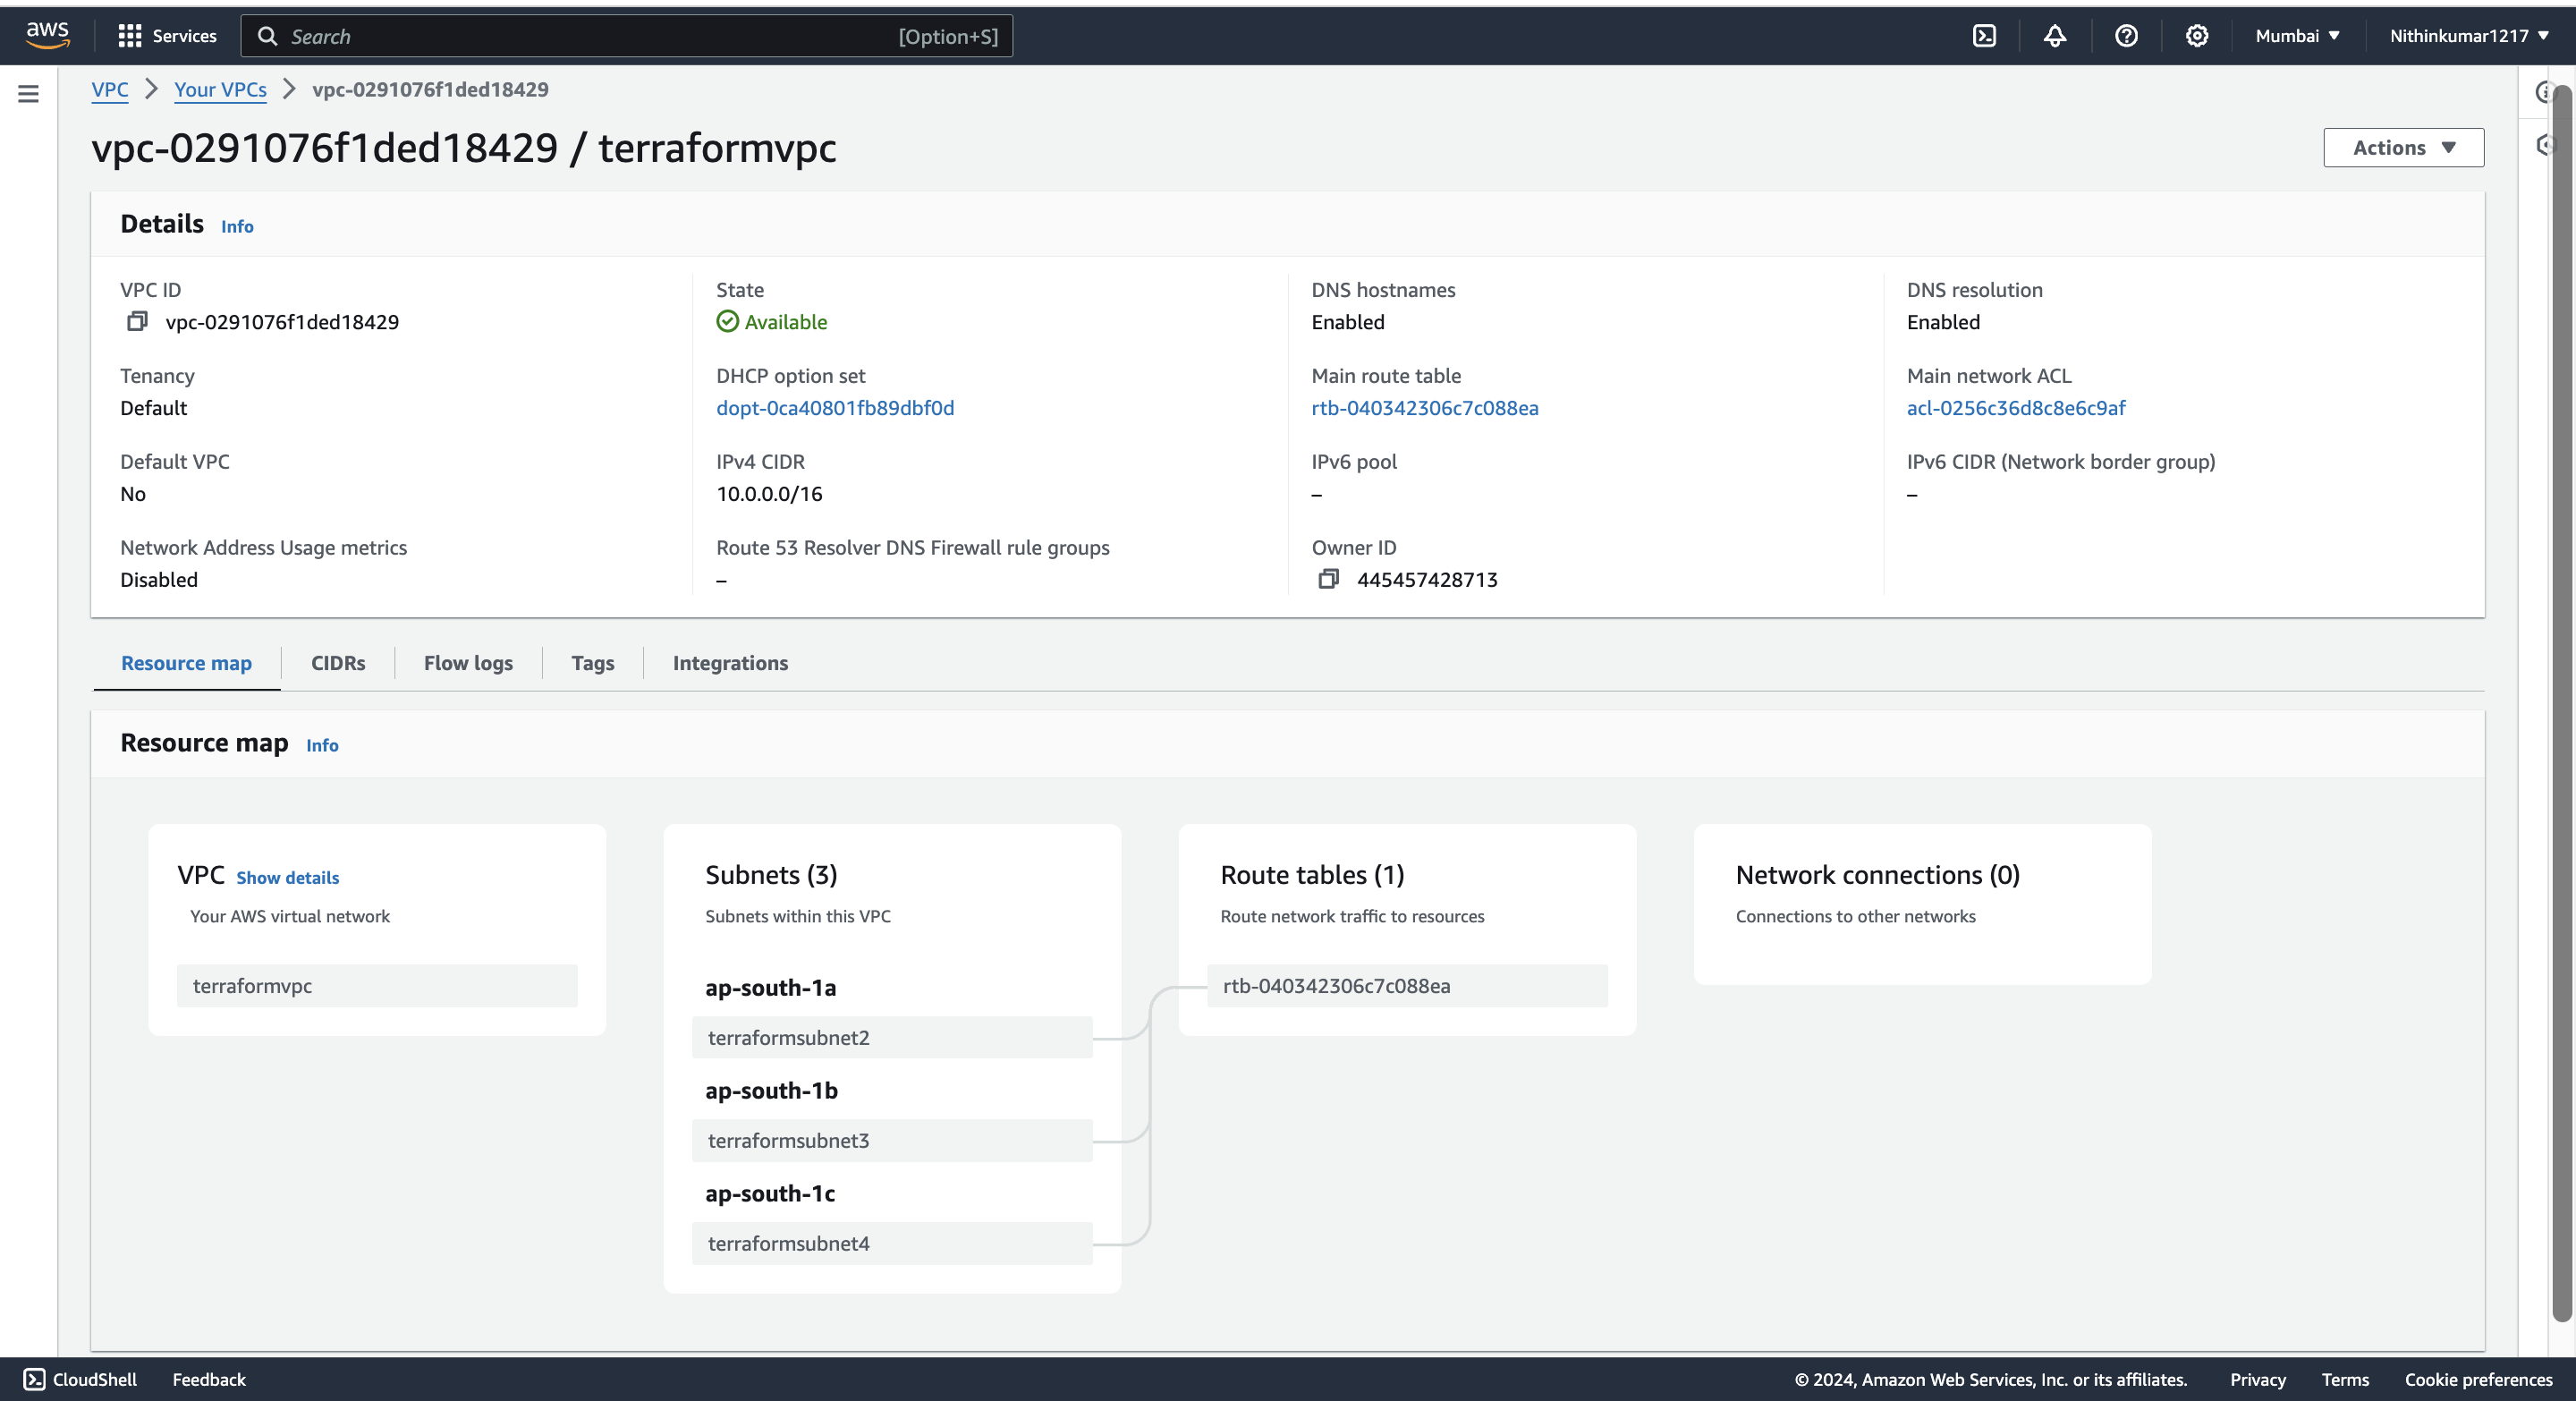 aws
Services
Search
[Option+S]
Mumbai
Nithinkumar1217
VPC
Your VPCs
vpc-0291076f1ded18429
vpc-0291076f1ded18429 / terraformvpc
Actions
Details Info
VPC ID
vpc-0291076f1ded18429
State
Available
DNS hostnames
Enabled
DNS resolution
Enabled
Tenancy
Default
DHCP option set
dopt-0ca40801fb89dbf0d
Main route table
rtb-040342306c7c088ea
Main network ACL
acl-0256c36d8c8e6c9af
Default VPC
No
IPv4 CIDR
10.0.0.0/16
IPv6 pool
–
IPv6 CIDR (Network border group)
–
Network Address Usage metrics
Disabled
Route 53 Resolver DNS Firewall rule groups
–
Owner ID
445457428713
Resource map
CIDRs
Flow logs
Tags
Integrations
Resource map Info
VPC Show details
Your AWS virtual network
terraformvpc
Subnets (3)
Subnets within this VPC
ap-south-1a
terraformsubnet2
ap-south-1b
terraformsubnet3
ap-south-1c
terraformsubnet4
Route tables (1)
Route network traffic to resources
rtb-040342306c7c088ea
Network connections (0)
Connections to other networks
CloudShell
Feedback
© 2024, Amazon Web Services, Inc. or its affiliates.
Privacy
Terms
Cookie preferences